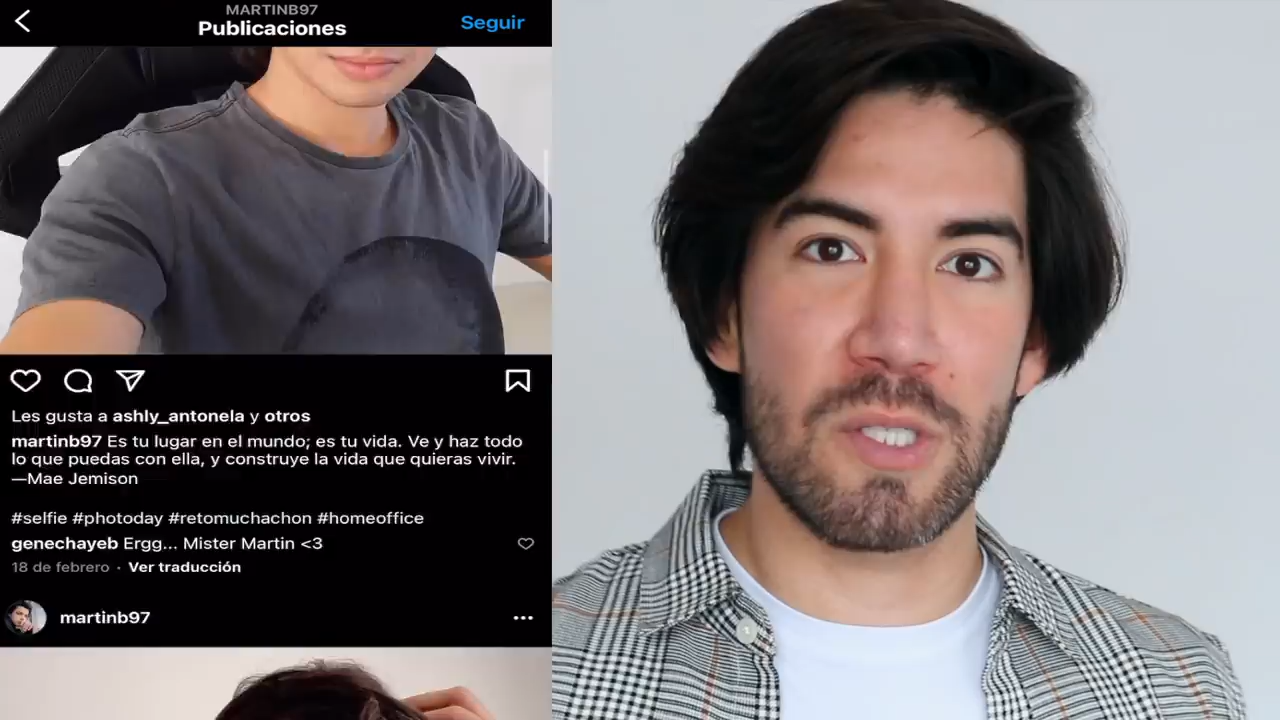 MARTINB97
Publicaciones
Seguir
Les gusta a ashly_antonela y otros
martinb97 Es tu lugar en el mundo; es tu vida. Ve y haz todo
lo que puedas con ella, y construye la vida que quieras vivir.
—Mae Jemison
#selfie #photoday #retomuchachon #homeoffice
genechayeb Ergg... Mister Martin <3
18 de febrero · Ver traducción
martinb97